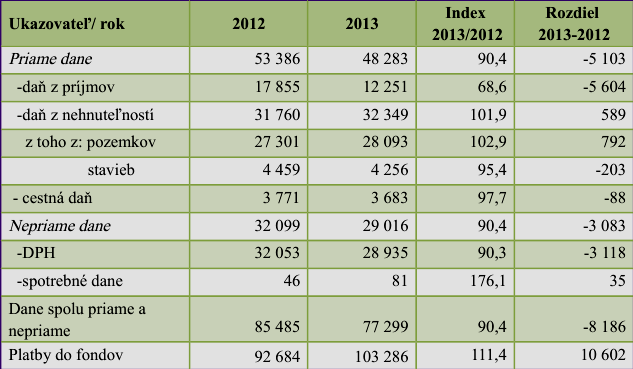 Ukazovateľ/ rok 2012 2013 Index 2013/2012 Rozdiel 2013-2012
Priame dane 53 386 48 283 90,4 -5 103
-daň z príjmov 17 855 12 251 68,6 -5 604
-daň z nehnuteľností 31 760 32 349 101,9 589
z toho z: pozemkov 27 301 28 093 102,9 792
stavieb 4 459 4 256 95,4 -203
- cestná daň 3 771 3 683 97,7 -88
Nepriame dane 32 099 29 016 90,4 -3 083
-DPH 32 053 28 935 90,3 -3 118
-spotrebné dane 46 81 176,1 35
Dane spolu priame a
nepriame 85 485 77 299 90,4 -8 186
Platby do fondov 92 684 103 286 111,4 10 602